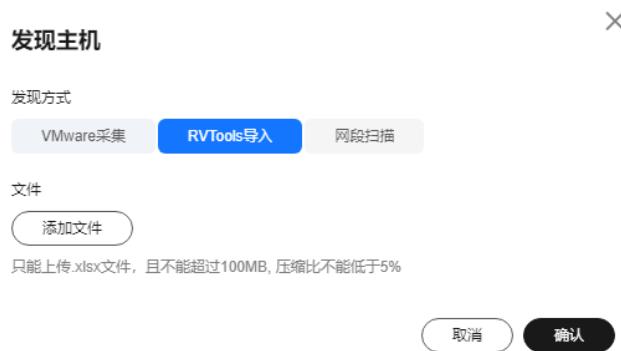 发现主机
发现方式
VMware采集 RVTools导入 网段扫描
文件
添加文件
只能上传.xlsx文件，且不能超过100MB, 压缩比不能低于5%
取消 确认